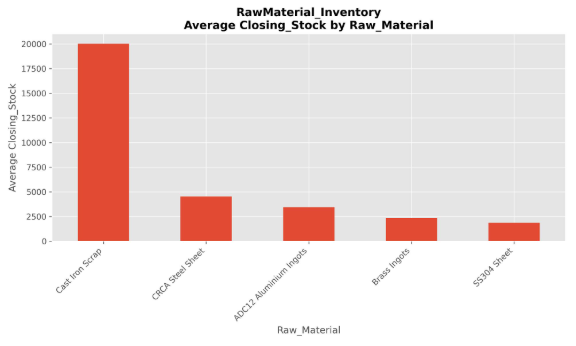 RawMaterial_Inventory
Average Closing_Stock by Raw_Material
Average Closing_Stock
20000
17500
15000
12500
10000
7500
5000
2500
0
Cast Iron Scrap
CRCA Steel Sheet
ADC12 Aluminium Ingots
Brass Ingots
SS304 Sheet
Raw_Material